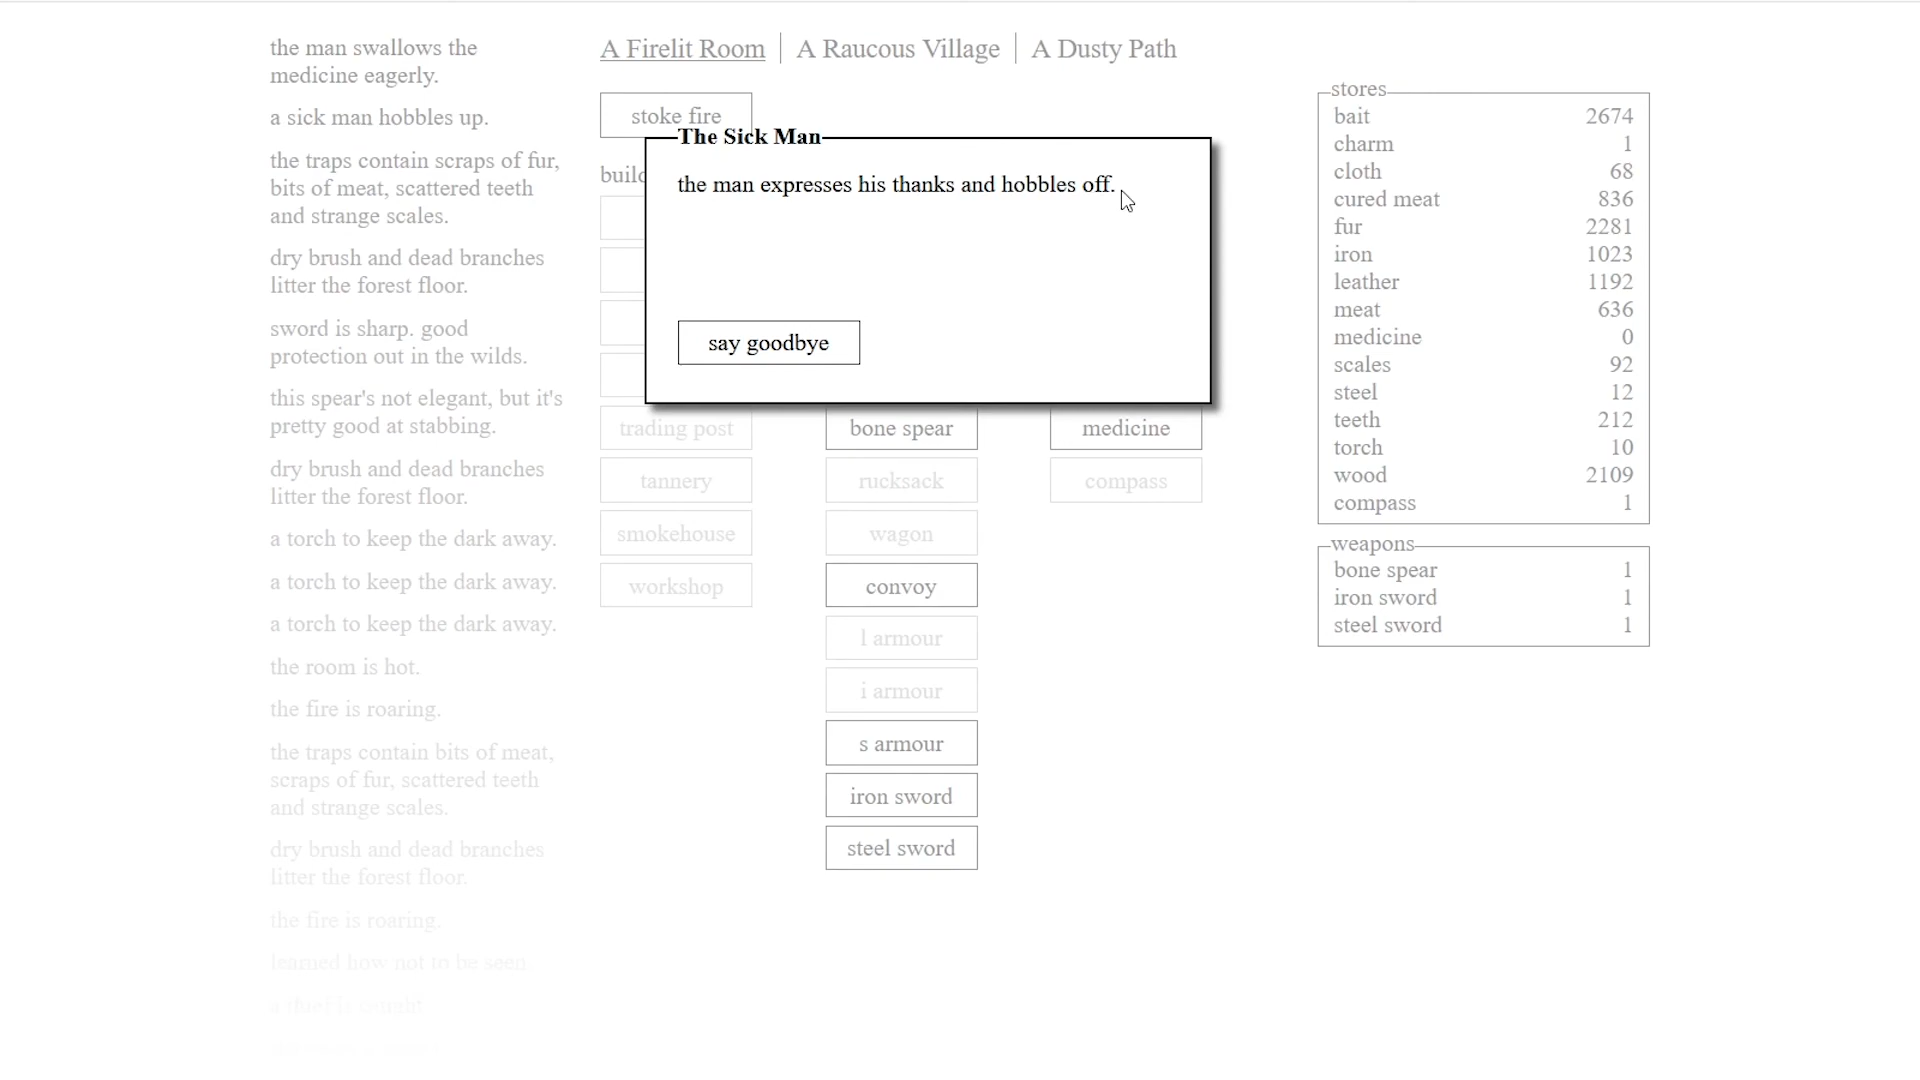 the man swallows the
medicine eagerly.
a sick man hobbles up.
the traps contain scraps of fur,
bits of meat, scattered teeth
and strange scales.
dry brush and dead branches
litter the forest floor.
sword is sharp. good
protection out in the wilds.
this spear's not elegant, but it's
pretty good at stabbing.
dry brush and dead branches
litter the forest floor.
a torch to keep the dark away.
a torch to keep the dark away.
a torch to keep the dark away.
the room is hot.
the fire is roaring.
the traps contain bits of meat,
scraps of fur, scattered teeth
and strange scales.
dry brush and dead branches
litter the forest floor.
the fire is roaring.
learned how not to be seen
a thief is caught
A Firelit Room
A Raucous Village
A Dusty Path
stoke fire
The Sick Man
the man expresses his thanks and hobbles off.
say goodbye
trading post
tannery
smokehouse
workshop
bone spear
rucksack
wagon
convoy
l armour
i armour
s armour
iron sword
steel sword
medicine
compass
stores
bait 2674
charm 1
cloth 68
cured meat 836
fur 2281
iron 1023
leather 1192
meat 636
medicine 0
scales 92
steel 12
teeth 212
torch 10
wood 2109
compass 1
weapons
bone spear 1
iron sword 1
steel sword 1